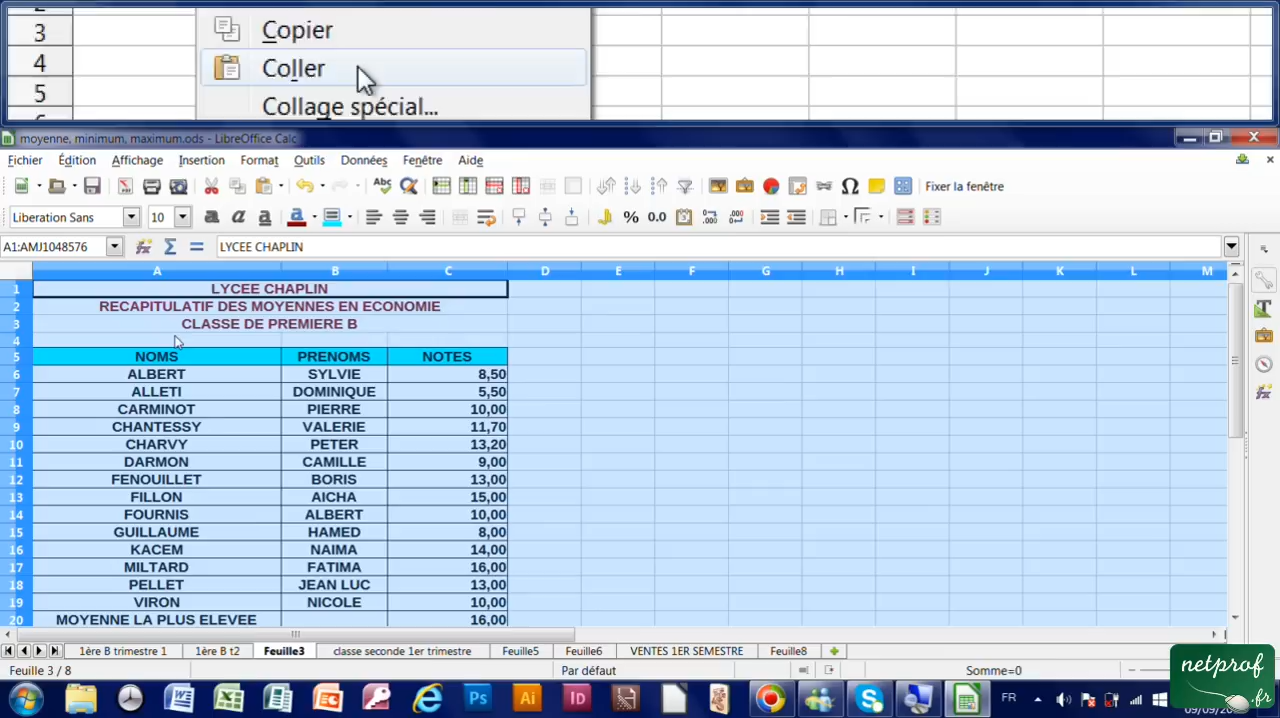 2
3
4
5
Copier
Coller
Collage spécial...
moyenne, minimum, maximum.ods - LibreOffice Calc
Fichier Édition Affichage Insertion Format Outils Données Fenêtre Aide
Fixer la fenêtre
Liberation Sans 10
A1:AMJ1048576 LYCEE CHAPLIN
A B C D E F G H I J K L M
1 LYCEE CHAPLIN
2 RECAPITULATIF DES MOYENNES EN ECONOMIE
3 CLASSE DE PREMIERE B
4
5 NOMS PRENOMS NOTES
6 ALBERT SYLVIE 8,50
7 ALLETI DOMINIQUE 5,50
8 CARMINOT PIERRE 10,00
9 CHANTESSY VALERIE 11,70
10 CHARVY PETER 13,20
11 DARMON CAMILLE 9,00
12 FENOUILLET BORIS 13,00
13 FILLON AICHA 15,00
14 FOURNIS ALBERT 10,00
15 GUILLAUME HAMED 8,00
16 KACEM NAIMA 14,00
17 MILTARD FATIMA 16,00
18 PELLET JEAN LUC 13,00
19 VIRON NICOLE 10,00
20 MOYENNE LA PLUS ELEVEE 16,00
1ère B trimestre 1 1ère B t2 Feuille3 classe seconde 1er trimestre Feuille5 Feuille6 VENTES 1ER SEMESTRE Feuille8
Feuille 3 / 8 Par défaut Somme=0
netprof
.fr
Ps Ai Id FR